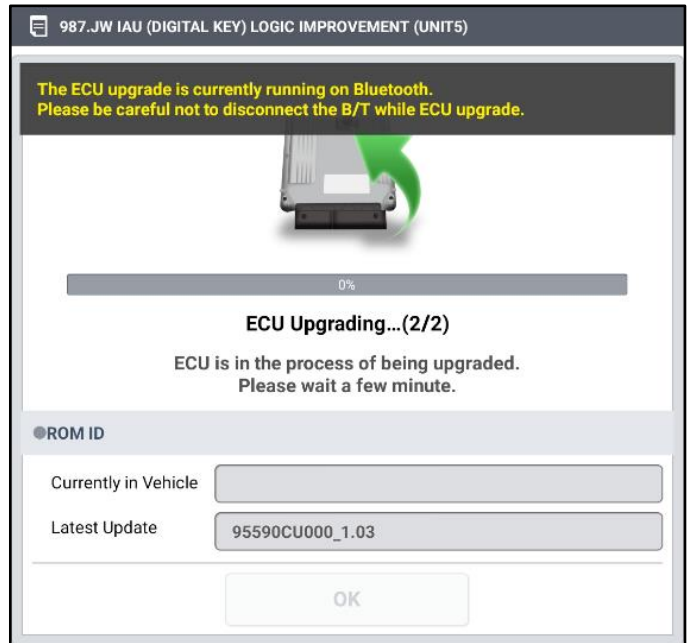 987.JW IAU (DIGITAL KEY) LOGIC IMPROVEMENT (UNIT5)
The ECU upgrade is currently running on Bluetooth.
Please be careful not to disconnect the B/T while ECU upgrade.
0%
ECU Upgrading...(2/2)
ECU is in the process of being upgraded.
Please wait a few minute.
ROM ID
Currently in Vehicle
Latest Update 95590CU000_1.03
OK